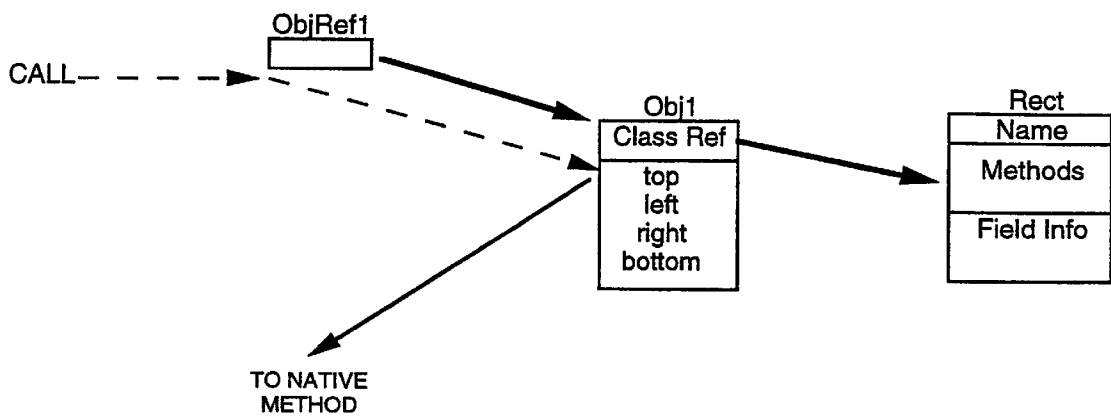 ObjRef1
CALL
Obj1
Class Ref
top
left
right
bottom
Rect
Name
Methods
Field Info
TO NATIVE
METHOD